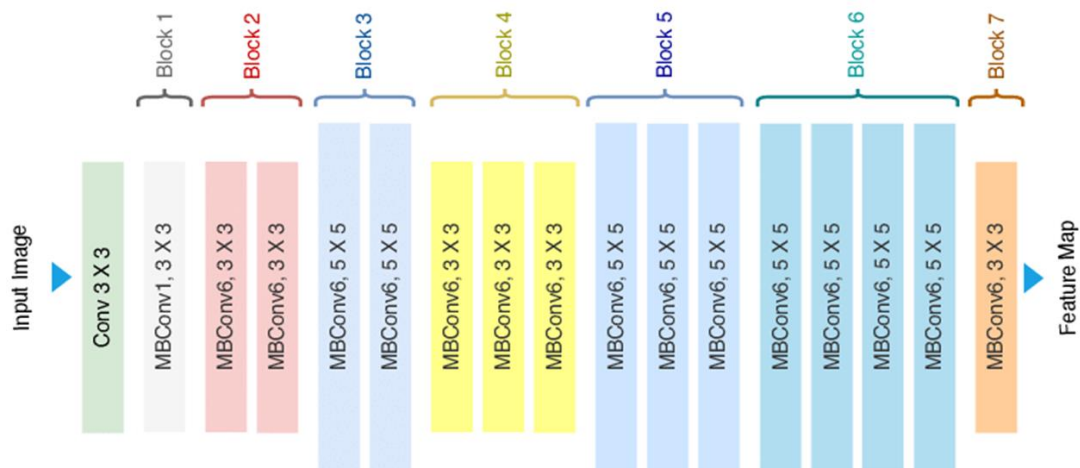 Block 1
Block 2
Block 3
Block 4
Block 5
Block 6
Block 7
Input Image
Conv 3 X 3
MBConv1, 3 X 3
MBConv6, 3 X 3
MBConv6, 3 X 3
MBConv6, 5 X 5
MBConv6, 5 X 5
MBConv6, 3 X 3
MBConv6, 3 X 3
MBConv6, 3 X 3
MBConv6, 5 X 5
MBConv6, 5 X 5
MBConv6, 5 X 5
MBConv6, 5 X 5
MBConv6, 5 X 5
MBConv6, 5 X 5
MBConv6, 5 X 5
MBConv6, 3 X 3
Feature Map